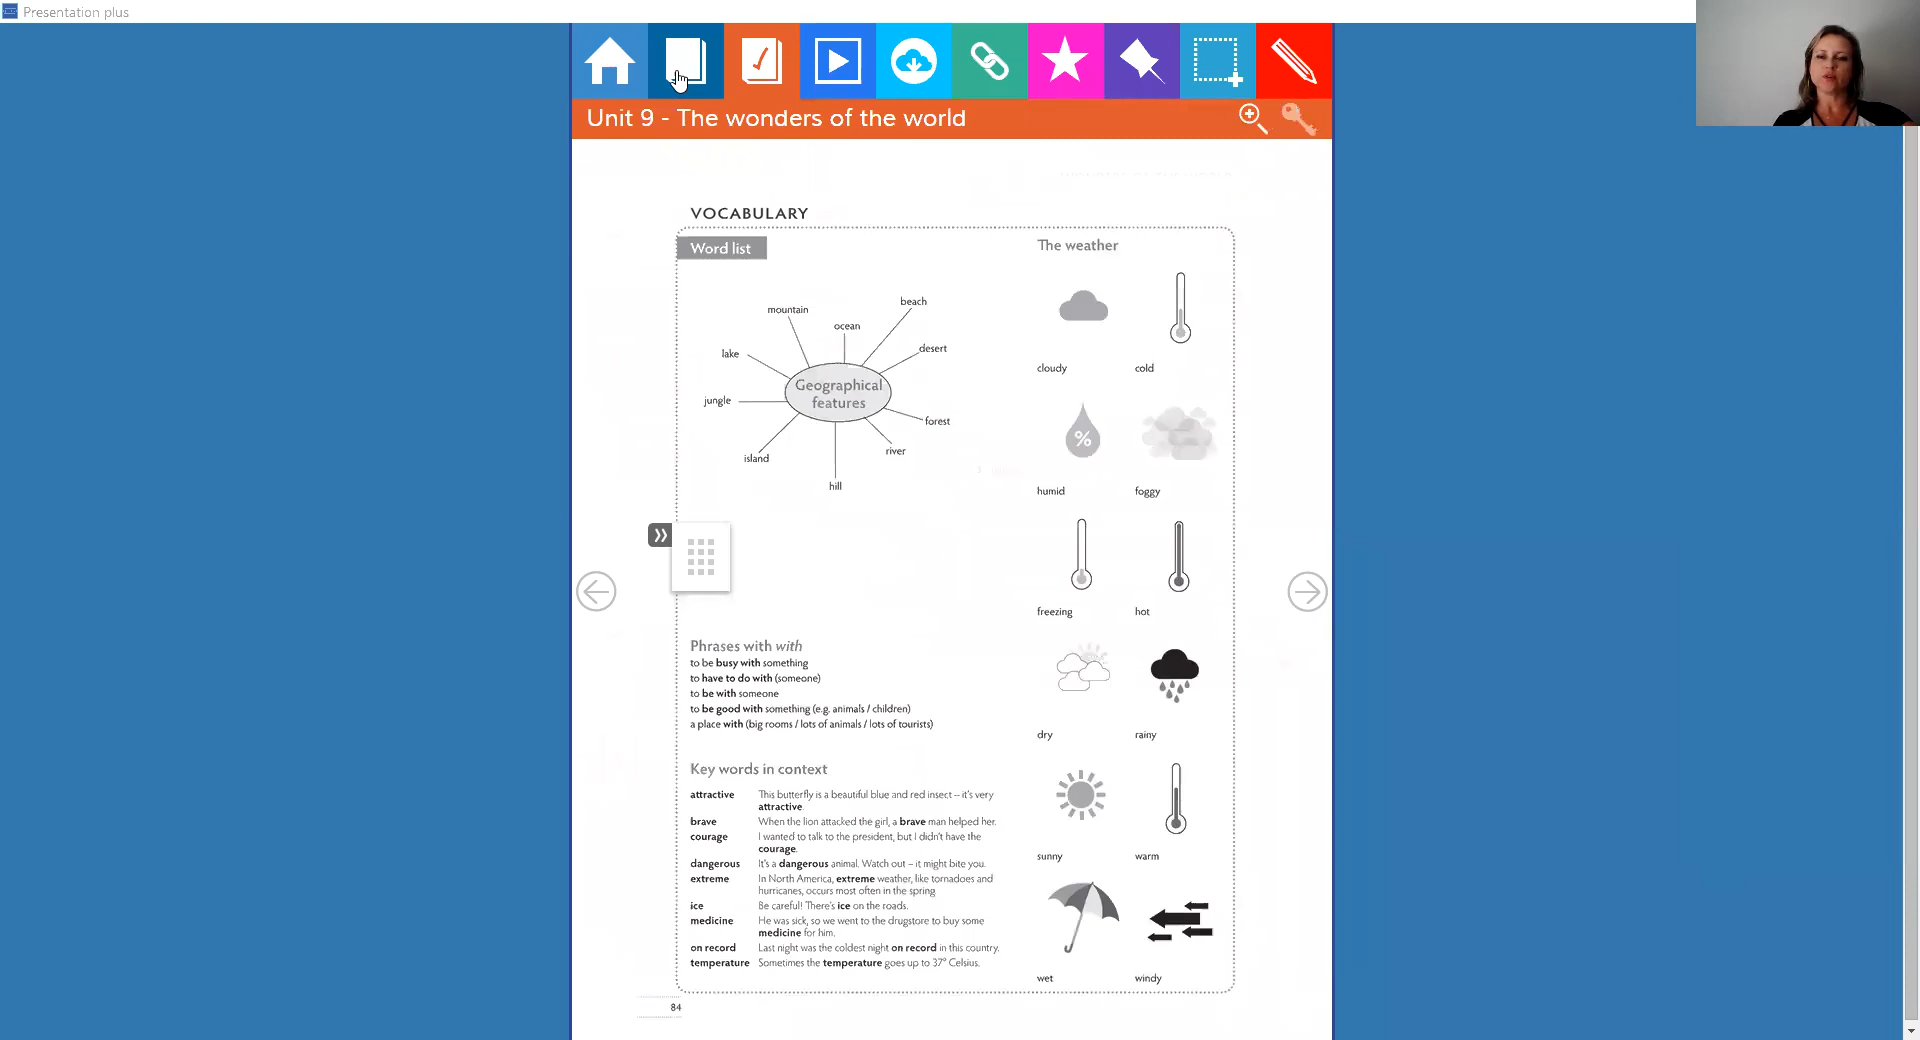 Presentation plus
Unit 9 - The wonders of the world
VOCABULARY
Word list
mountain
ocean
beach
lake
desert
Geographical
features
jungle
forest
island
river
hill
Phrases with with
to be busy with something
to have to do with (someone)
to be with someone
to be good with something (e.g. animals / children)
a place with (big rooms / lots of animals / lots of tourists)
Key words in context
attractive This butterfly is a beautiful blue and red insect – it's very
attractive.
brave When the lion attacked the girl, a brave man helped her.
courage I wanted to talk to the president, but I didn't have the
courage.
dangerous It's a dangerous animal. Watch out – it might bite you.
extreme In North America, extreme weather, like tornadoes and
hurricanes, occurs most often in the spring
ice Be careful! There's ice on the roads.
medicine He was sick, so we went to the drugstore to buy some
medicine for him.
on record Last night was the coldest night on record in this country.
temperature Sometimes the temperature goes up to 37° Celsius.
The weather
cloudy cold
%
humid foggy
freezing hot
dry rainy
sunny warm
wet windy
84